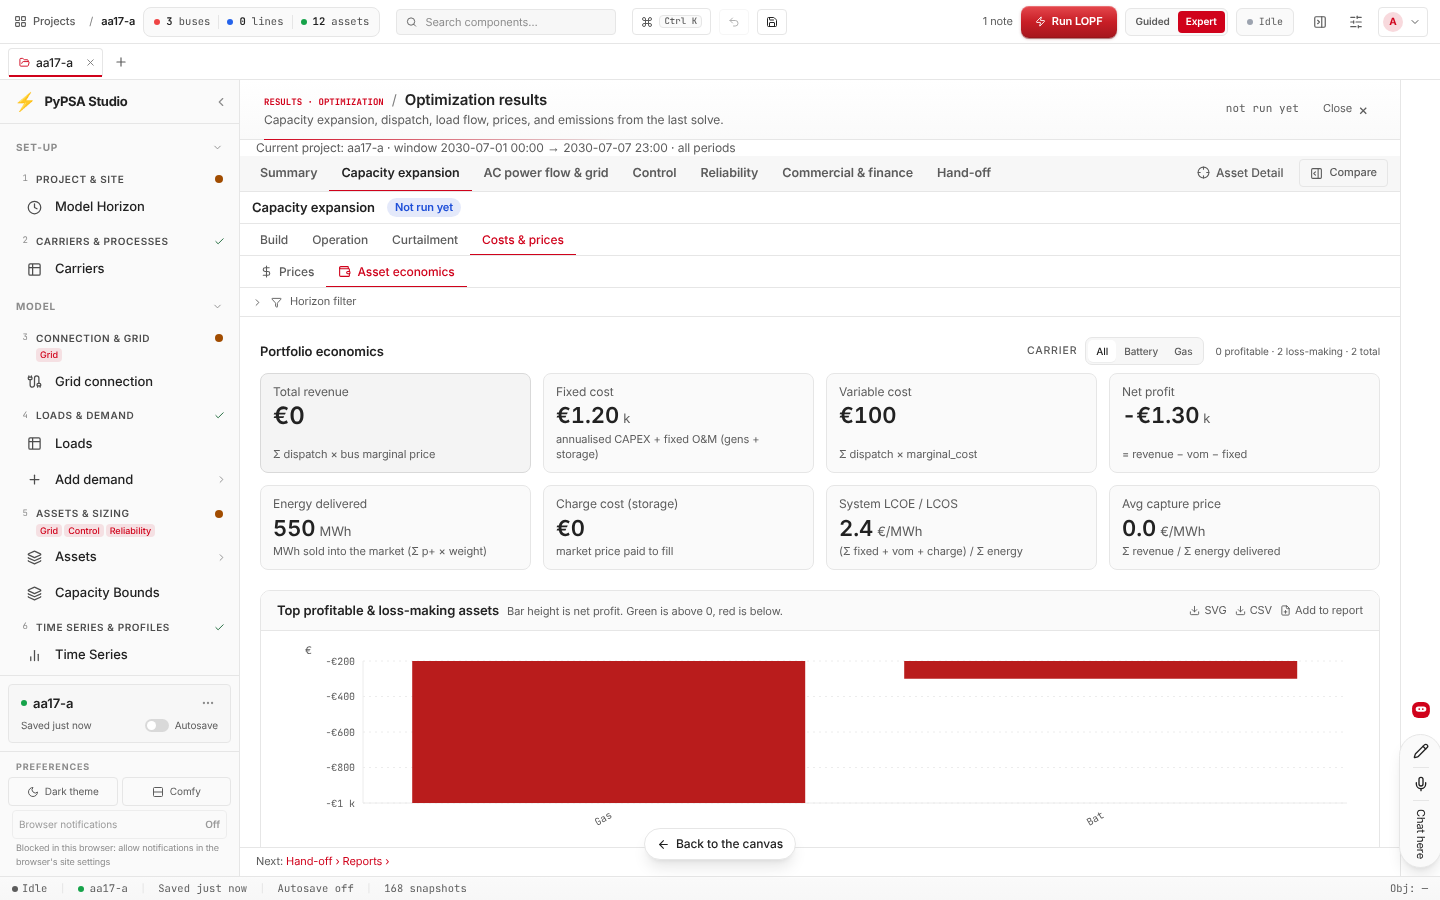 Projects / aa17-a 3 buses 0 lines 12 assets Search components... ⌘ Ctrl K 1 note Run LOPF Guided Expert Idle A
aa17-a
PyPSA Studio
SET-UP
1 PROJECT & SITE
Model Horizon
2 CARRIERS & PROCESSES
Carriers
MODEL
3 CONNECTION & GRID
Grid
Grid connection
4 LOADS & DEMAND
Loads
Add demand
5 ASSETS & SIZING
Grid Control Reliability
Assets
Capacity Bounds
6 TIME SERIES & PROFILES
Time Series
aa17-a
Saved just now Autosave
PREFERENCES
Dark theme Comfy
Browser notifications Off
Blocked in this browser: allow notifications in the
browser's site settings
RESULTS · OPTIMIZATION / Optimization results
Capacity expansion, dispatch, load flow, prices, and emissions from the last solve.
not run yet Close ×
Current project: aa17-a · window 2030-07-01 00:00 → 2030-07-07 23:00 · all periods
Summary Capacity expansion AC power flow & grid Control Reliability Commercial & finance Hand-off Asset Detail Compare
Capacity expansion Not run yet
Build Operation Curtailment Costs & prices
Prices Asset economics
Horizon filter
Portfolio economics CARRIER All Battery Gas 0 profitable · 2 loss-making · 2 total
Total revenue
€0
Σ dispatch × bus marginal price
Fixed cost
€1.20 k
annualised CAPEX + fixed O&M (gens +
storage)
Variable cost
€100
Σ dispatch × marginal_cost
Net profit
-€1.30 k
= revenue − vom − fixed
Energy delivered
550 MWh
MWh sold into the market (Σ p+ × weight)
Charge cost (storage)
€0
market price paid to fill
System LCOE / LCOS
2.4 €/MWh
(Σ fixed + vom + charge) / Σ energy
Avg capture price
0.0 €/MWh
Σ revenue / Σ energy delivered
Top profitable & loss-making assets Bar height is net profit. Green is above 0, red is below. SVG CSV Add to report
€
-€200
-€400
-€600
-€800
-€1 k
Gas Bat
Back to the canvas
Next: Hand-off › Reports ›
Chat here
Idle aa17-a Saved just now Autosave off 168 snapshots Obj: —